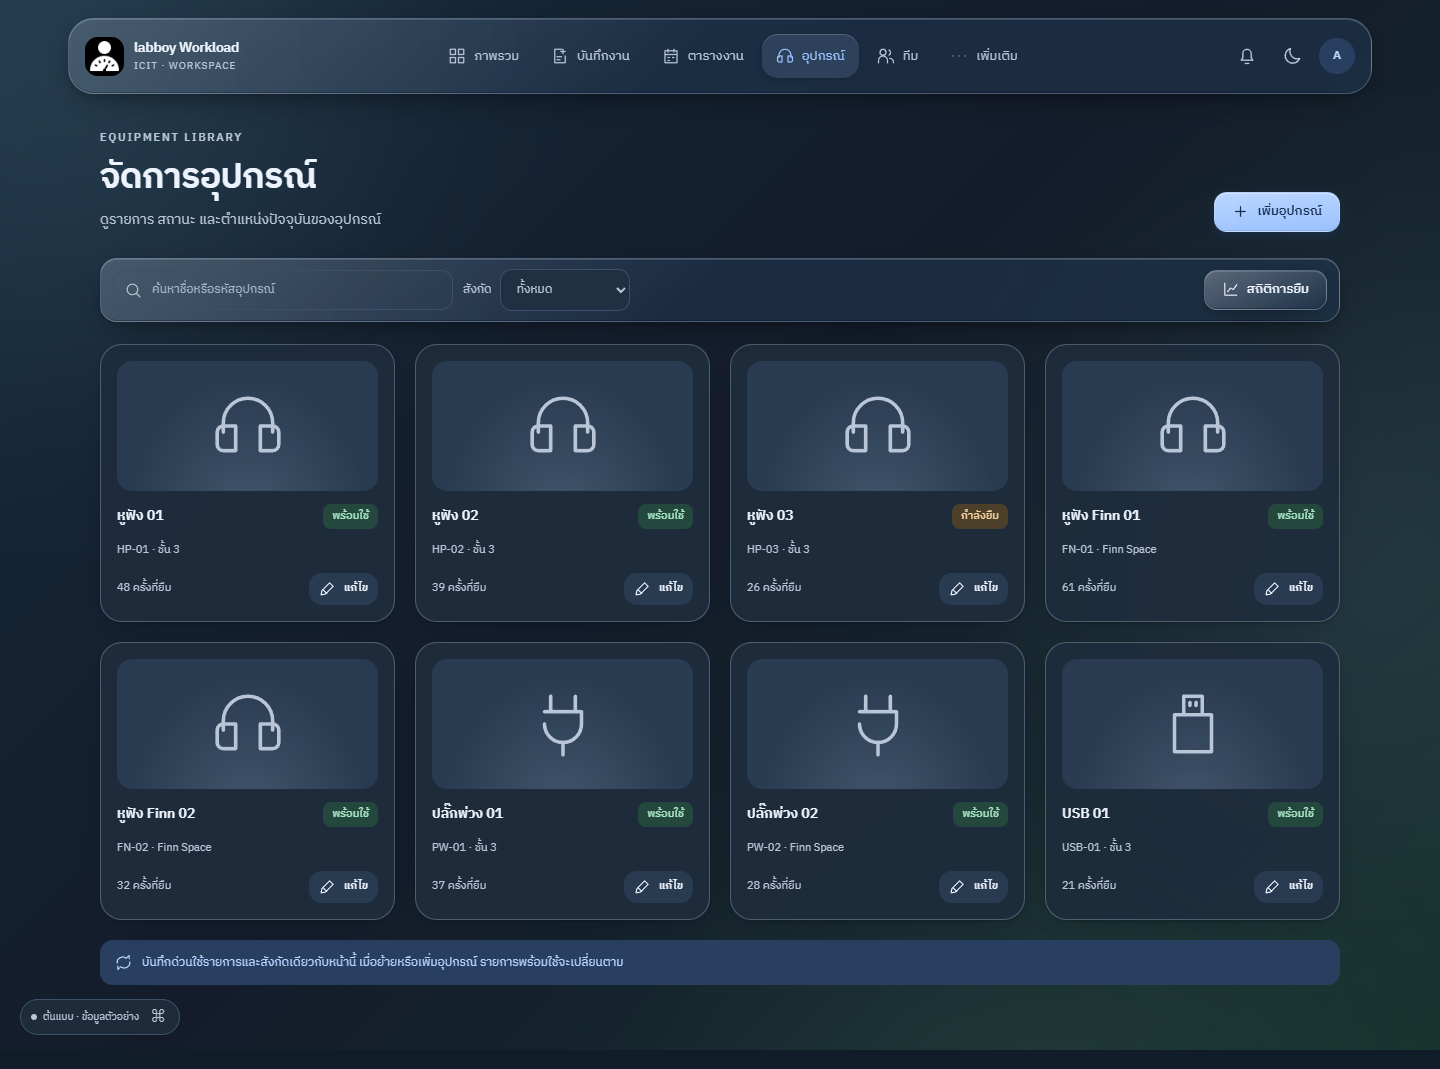 labboy Workload
ICIT · WORKSPACE
ภาพรวม
บันทึกงาน
ตารางงาน
อุปกรณ์
ทีม
··· เพิ่มเติม
A
EQUIPMENT LIBRARY
จัดการอุปกรณ์
ดูรายการ สถานะ และตำแหน่งปัจจุบันของอุปกรณ์
+ เพิ่มอุปกรณ์
ค้นหาชื่อหรือรหัสอุปกรณ์
สังกัด
ทั้งหมด
สถิติการยืม
หูฟัง 01
พร้อมใช้
HP-01 · ชั้น 3
48 ครั้งที่ยืม
แก้ไข
หูฟัง 02
พร้อมใช้
HP-02 · ชั้น 3
39 ครั้งที่ยืม
แก้ไข
หูฟัง 03
กำลังยืม
HP-03 · ชั้น 3
26 ครั้งที่ยืม
แก้ไข
หูฟัง Finn 01
พร้อมใช้
FN-01 · Finn Space
61 ครั้งที่ยืม
แก้ไข
หูฟัง Finn 02
พร้อมใช้
FN-02 · Finn Space
32 ครั้งที่ยืม
แก้ไข
ปลั๊กพ่วง 01
พร้อมใช้
PW-01 · ชั้น 3
37 ครั้งที่ยืม
แก้ไข
ปลั๊กพ่วง 02
พร้อมใช้
PW-02 · Finn Space
28 ครั้งที่ยืม
แก้ไข
USB 01
พร้อมใช้
USB-01 · ชั้น 3
21 ครั้งที่ยืม
แก้ไข
บันทึกด่วนใช้รายการและสังกัดเดียวกับหน้านี้ เมื่อย้ายหรือเพิ่มอุปกรณ์ รายการพร้อมใช้จะเปลี่ยนตาม
ต้นแบบ · ข้อมูลตัวอย่าง ⌘